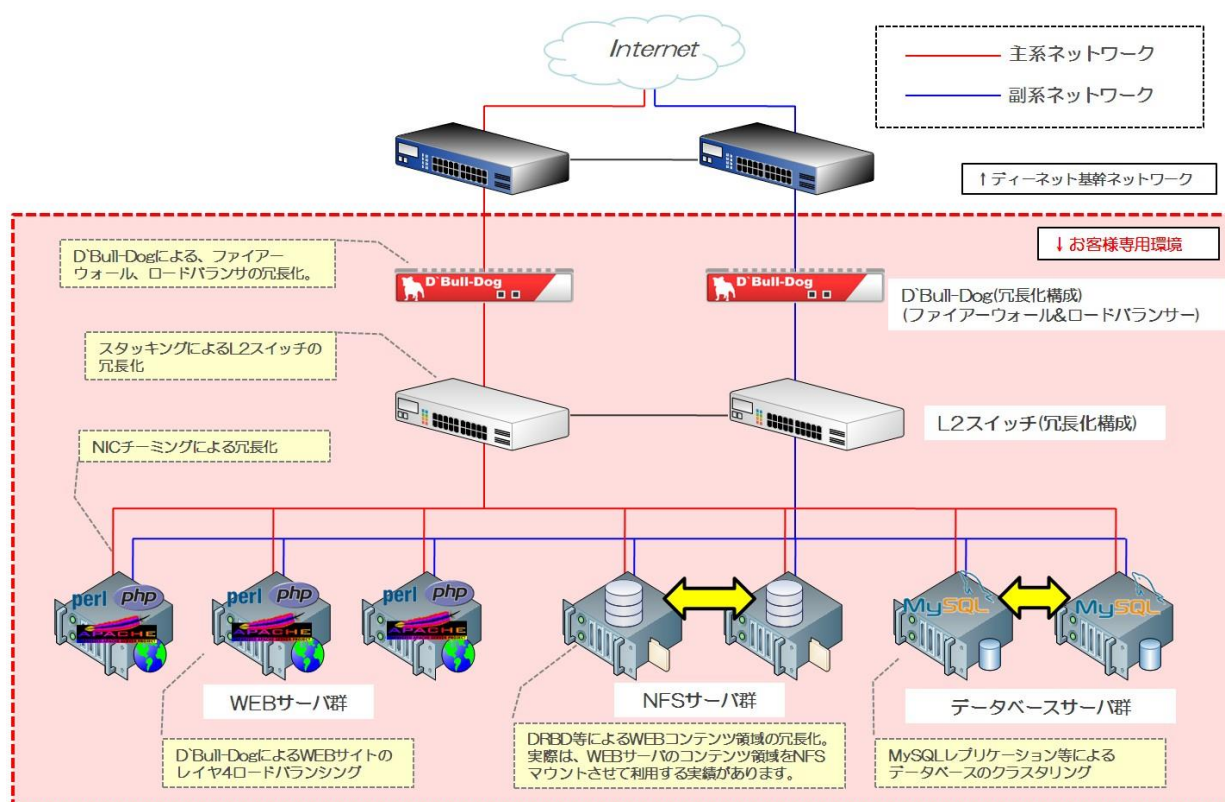 Internet
主系ネットワーク
副系ネットワーク
↑ディーネット基幹ネットワーク
↓お客様専用環境
D`Bull-Dogによる、ファイアー
ウォール、ロードバランサの冗長化。
D`Bull-Dog
D`Bull-Dog
D`Bull-Dog(冗長化構成)
(ファイアーウォール&ロードバランサー)
スタッキングによるL2スイッチの
冗長化
L2スイッチ(冗長化構成)
NICチーミングによる冗長化
perl php
APACHE
perl php
APACHE
perl php
APACHE
MySQL
MySQL
WEBサーバ群
NFSサーバ群
データベースサーバ群
D`Bull-DogによるWEBサイトの
レイヤ4ロードバランシング
DRBD等によるWEBコンテンツ領域の冗長化。
実際は、WEBサーバのコンテンツ領域をNFS
マウントさせて利用する実績があります。
MySQLレプリケーション等による
データベースのクラスタリング